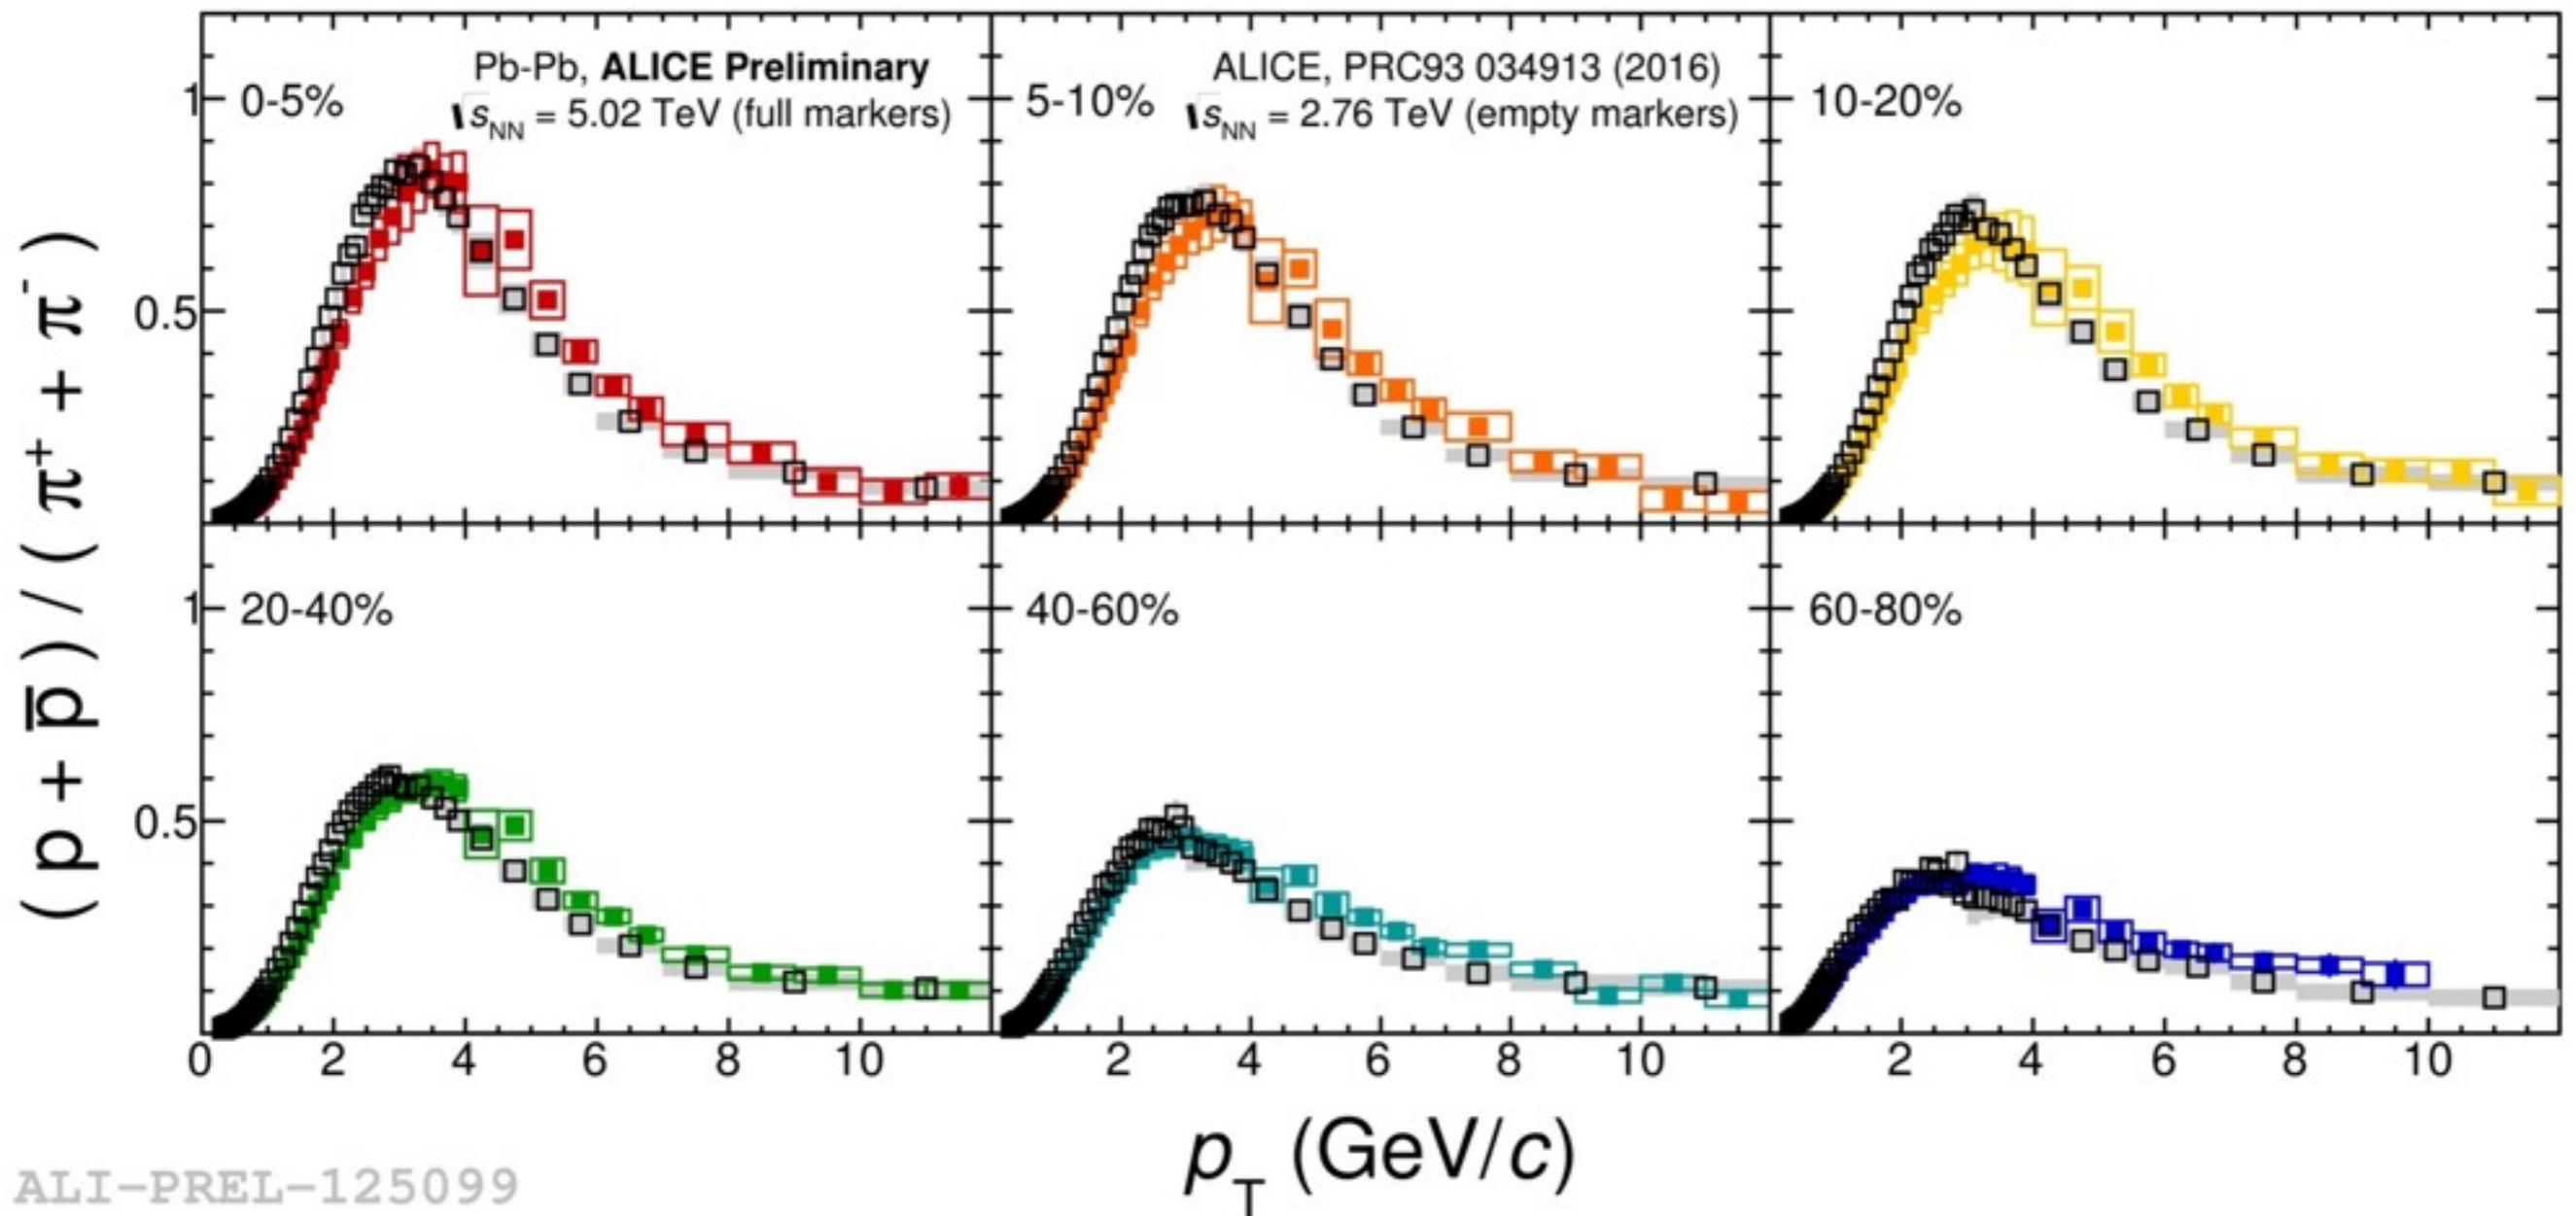 Pb-Pb, ALICE Preliminary
√sNN = 5.02 TeV (full markers)
ALICE, PRC93 034913 (2016)
√sNN = 2.76 TeV (empty markers)
1
0-5%
5-10%
10-20%
0.5
(p + p̅) / (π⁺ + π⁻)
1
20-40%
40-60%
60-80%
0.5
0 2 4 6 8 10
2 4 6 8 10
2 4 6 8 10
pT (GeV/c)
ALI-PREL-125099